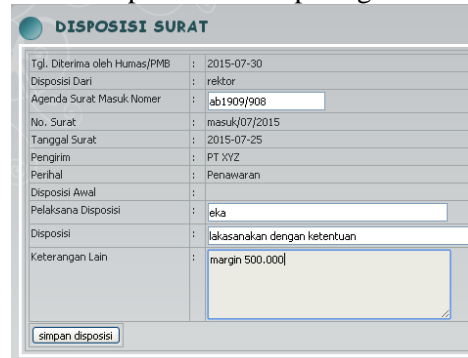 DISPOSISI SURAT
Tgl. Diterima oleh Humas/PMB : 2015-07-30
Disposisi Dari : rektor
Agenda Surat Masuk Nomer : ab1909/908
No. Surat : masuk/07/2015
Tanggal Surat : 2015-07-25
Pengirim : PT XYZ
Perihal : Penawaran
Disposisi Awal :
Pelaksana Disposisi : eka
Disposisi : lakasanakan dengan ketentuan
Keterangan Lain : margin 500.000
simpan disposisi